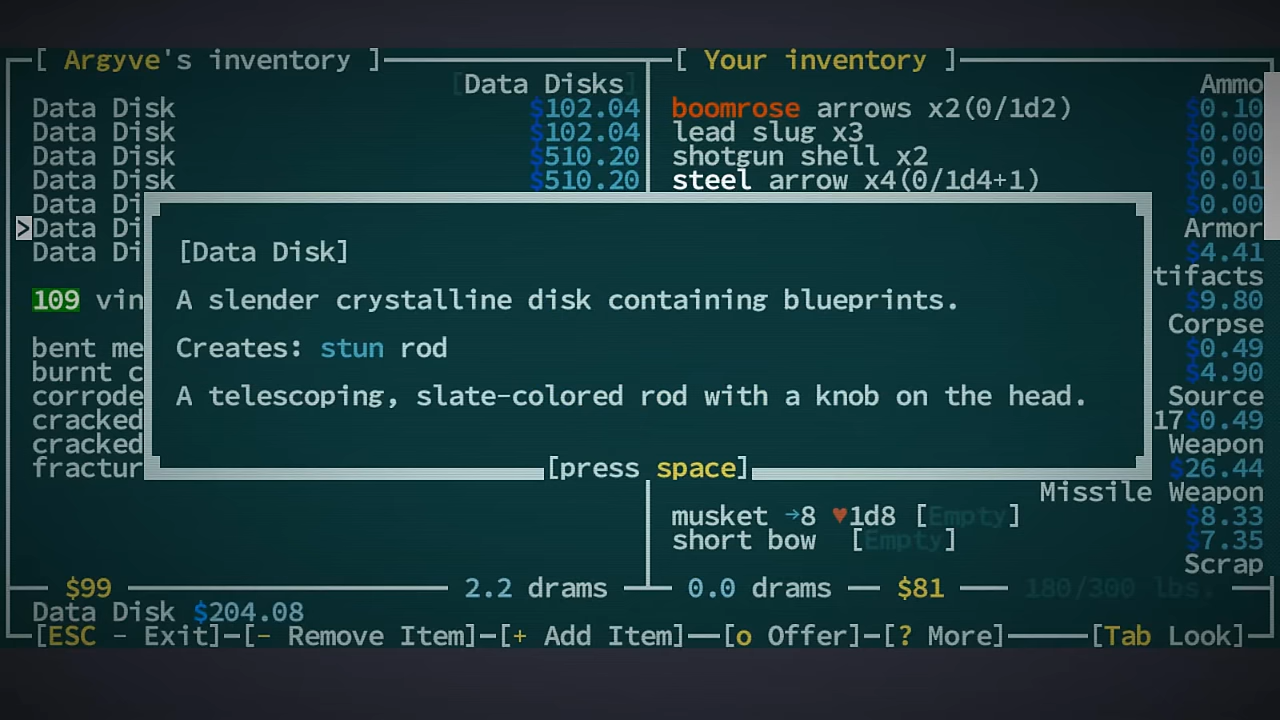 [ Argyve's inventory ] [ Your inventory ]
[Data Disks] Ammo
Data Disk $102.04 boomrose arrows x2(0/1d2) $0.10
Data Disk $102.04 lead slug x3 $0.00
Data Disk $510.20 shotgun shell x2 $0.00
Data Disk $510.20 steel arrow x4(0/1d4+1) $0.01
Data Di $0.00
>Data Di Armor
Data Di $4.41
tifacts
109 vin $9.80
Corpse
bent me $0.49
burnt c $4.90
corrode Source
cracked 17$0.49
cracked Weapon
fractur $26.44
[Data Disk]
A slender crystalline disk containing blueprints.
Creates: stun rod
A telescoping, slate-colored rod with a knob on the head.
[press space]
Missile Weapon
musket →8 ♥1d8 [Empty] $8.33
short bow [Empty] $7.35
Scrap
$99 2.2 drams 0.0 drams $81 180/300 lbs.
Data Disk $204.08
[ESC - Exit] [- Remove Item] [+ Add Item] [o Offer] [? More] [Tab Look]